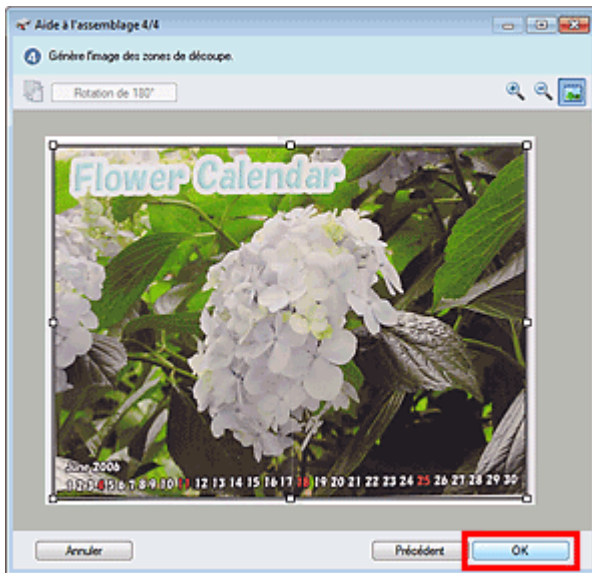 Aide à l'assemblage 4/4
4 Génère l'image des zones de découpe.
Rotation de 180°
Flower Calendar
June 2006
1 2 3 4 5 6 7 8 9 10 11 12 13 14 15 16 17 18 19 20 21 22 23 24 25 26 27 28 29 30
Annuler
Précédent
OK